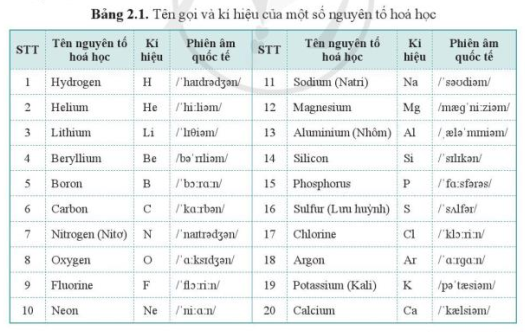 Bảng 2.1. Tên gọi và kí hiệu của một số nguyên tố hoá học
STT Tên nguyên tố hoá học Kí hiệu Phiên âm quốc tế STT Tên nguyên tố hoá học Kí hiệu Phiên âm quốc tế
1 Hydrogen H /ˈhaɪdrədʒən/ 11 Sodium (Natri) Na /ˈsəʊdiəm/
2 Helium He /ˈhiːliəm/ 12 Magnesium Mg /mæɡˈniːziəm/
3 Lithium Li /ˈlɪθiəm/ 13 Aluminium (Nhôm) Al /ˌæləˈmɪniəm/
4 Beryllium Be /bəˈrɪliəm/ 14 Silicon Si /ˈsɪlɪkən/
5 Boron B /ˈbɔːrɑːn/ 15 Phosphorus P /ˈfɑːsfərəs/
6 Carbon C /ˈkɑːrbən/ 16 Sulfur (Lưu huỳnh) S /ˈsʌlfər/
7 Nitrogen (Nitơ) N /ˈnaɪtrədʒən/ 17 Chlorine Cl /ˈklɔːriːn/
8 Oxygen O /ˈɑːksɪdʒən/ 18 Argon Ar /ˈɑːrɡɑːn/
9 Fluorine F /ˈflɔːriːn/ 19 Potassium (Kali) K /pəˈtæsiəm/
10 Neon Ne /ˈniːɑːn/ 20 Calcium Ca /ˈkælsiəm/